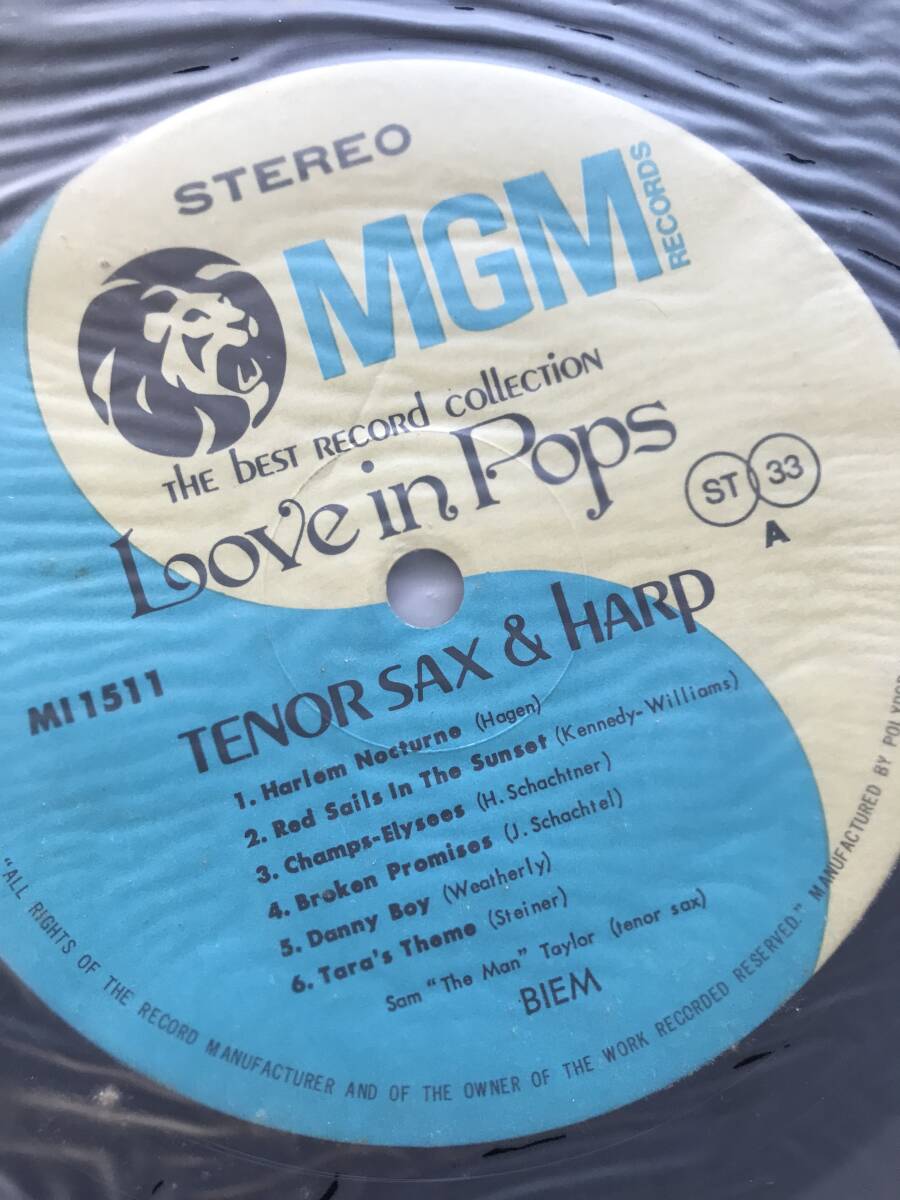 STEREO
MGM RECORDS
THE BEST RECORD COLLECTION
Love in Pops
ST 33
A
TENOR SAX & HARP
MI 1511
1. Harlem Nocturne (Hagen)
2. Red Sails In The Sunset (Kennedy-Williams)
3. Champs-Elysees (H. Schachtner)
4. Broken Promises (J. Schachtel)
5. Danny Boy (Weatherly)
6. Tara's Theme (Steiner)
Sam "The Man" Taylor (tenor sax)
BIEM
"ALL RIGHTS OF THE RECORD MANUFACTURER AND OF THE OWNER OF THE WORK RECORDED RESERVED." MANUFACTURED BY